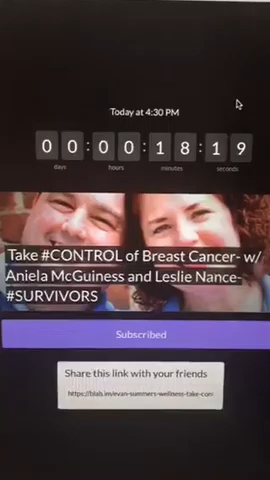 Today at 4:30 PM
00:00:18:19
days hours minutes seconds
Take #CONTROL of Breast Cancer- w/
Aniela McGuiness and Leslie Nance-
#SURVIVORS
Subscribed
Share this link with your friends
https://blab.im/evan-summers-wellness-take-con